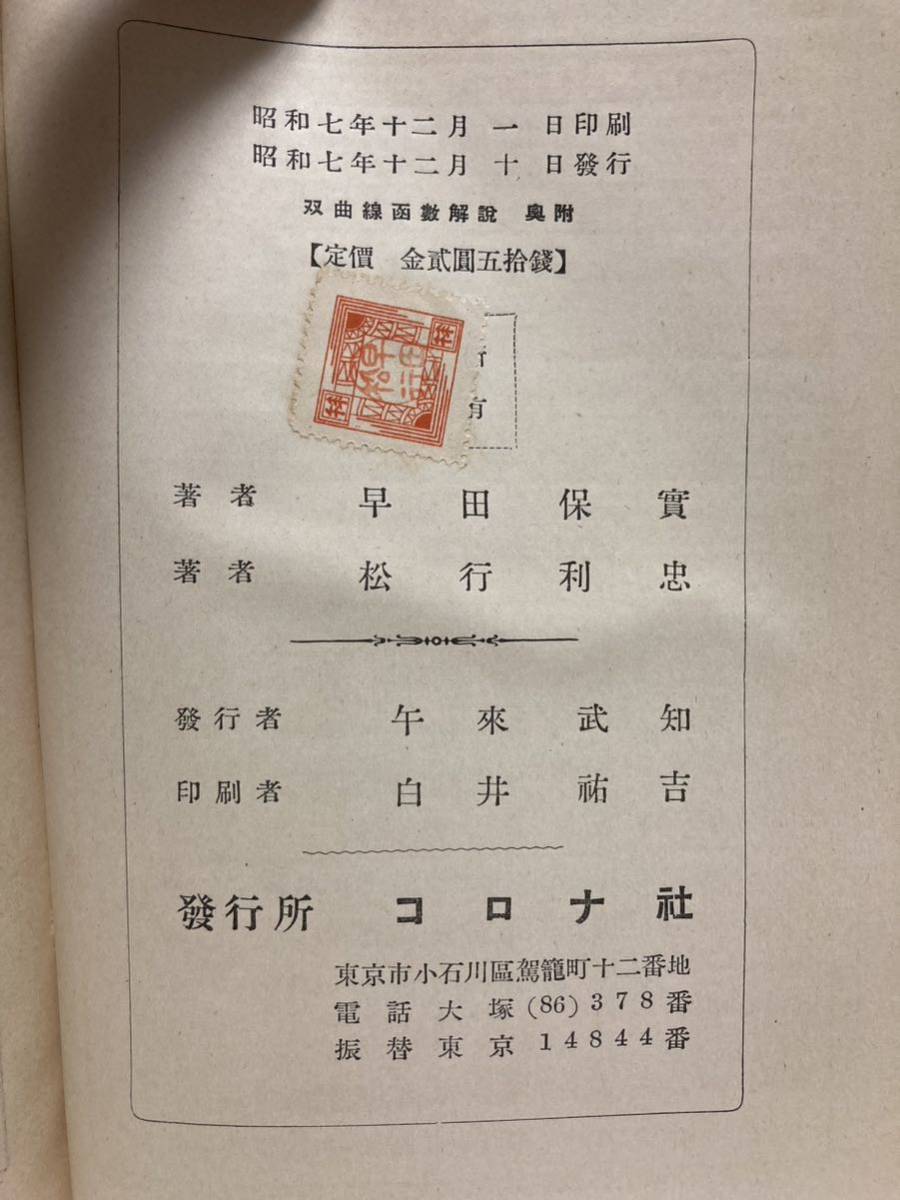 昭和七年十二月一日印刷
昭和七年十二月十日發行
双曲線函數解說 奧附
【定價 金貳圓五拾錢】
有
著者 早田保實
著者 松行利忠
發行者 午來武知
印刷者 白井祐吉
發行所 コロナ社
東京市小石川區駕籠町十二番地
電話大塚(86)378番
振替東京14844番